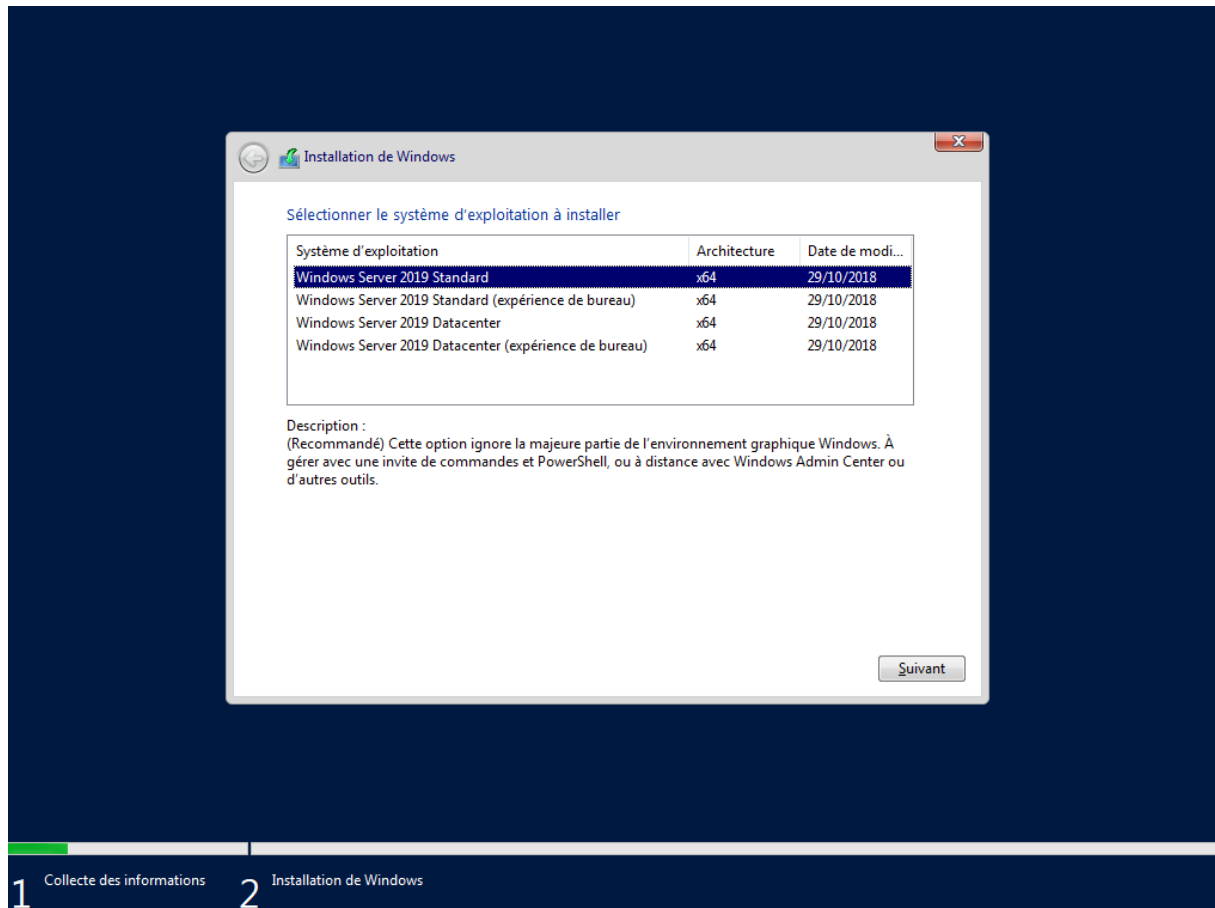 Installation de Windows
Sélectionner le système d'exploitation à installer
Système d'exploitation Architecture Date de modi...
Windows Server 2019 Standard x64 29/10/2018
Windows Server 2019 Standard (expérience de bureau) x64 29/10/2018
Windows Server 2019 Datacenter x64 29/10/2018
Windows Server 2019 Datacenter (expérience de bureau) x64 29/10/2018
Description :
(Recommandé) Cette option ignore la majeure partie de l'environnement graphique Windows. À
gérer avec une invite de commandes et PowerShell, ou à distance avec Windows Admin Center ou
d'autres outils.
Suivant
1 Collecte des informations 2 Installation de Windows